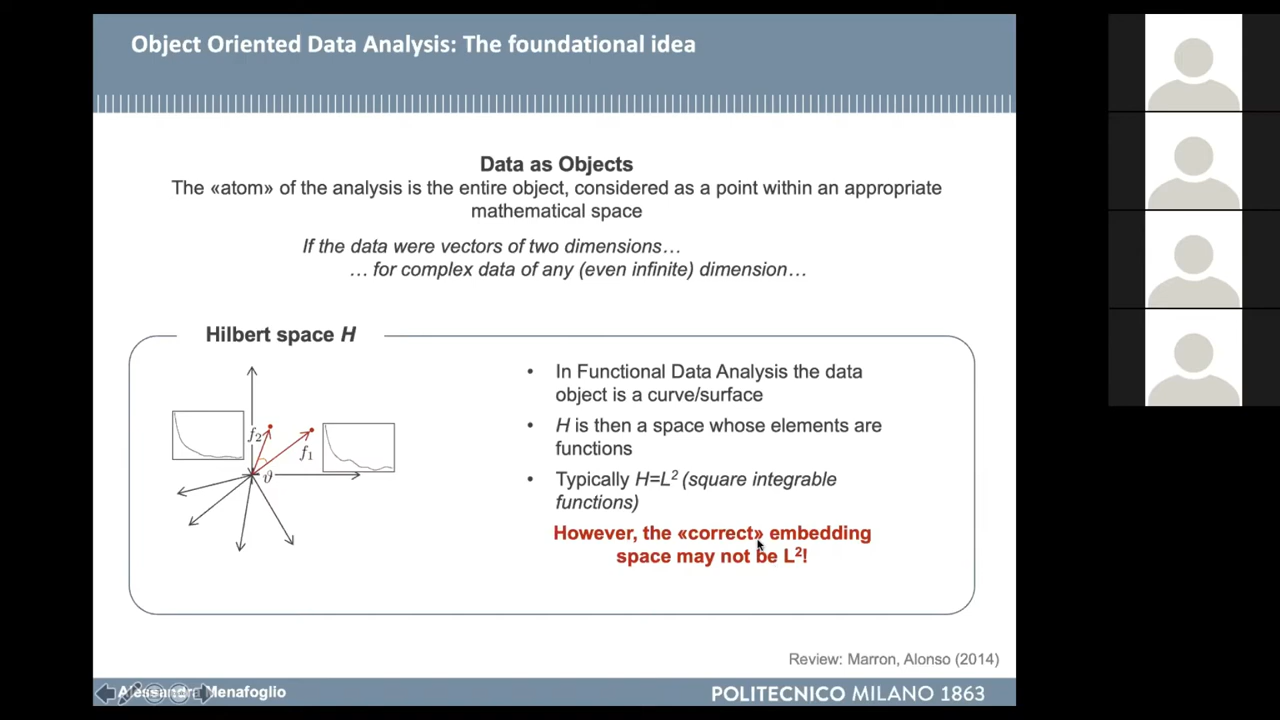 Object Oriented Data Analysis: The foundational idea
Data as Objects
The «atom» of the analysis is the entire object, considered as a point within an appropriate
mathematical space
If the data were vectors of two dimensions…
… for complex data of any (even infinite) dimension…
Hilbert space H
f₂
f₁
ϑ
• In Functional Data Analysis the data
object is a curve/surface
• H is then a space whose elements are
functions
• Typically H=L² (square integrable
functions)
However, the «correct» embedding
space may not be L²!
Review: Marron, Alonso (2014)
Alessandra Menafoglio
POLITECNICO MILANO 1863